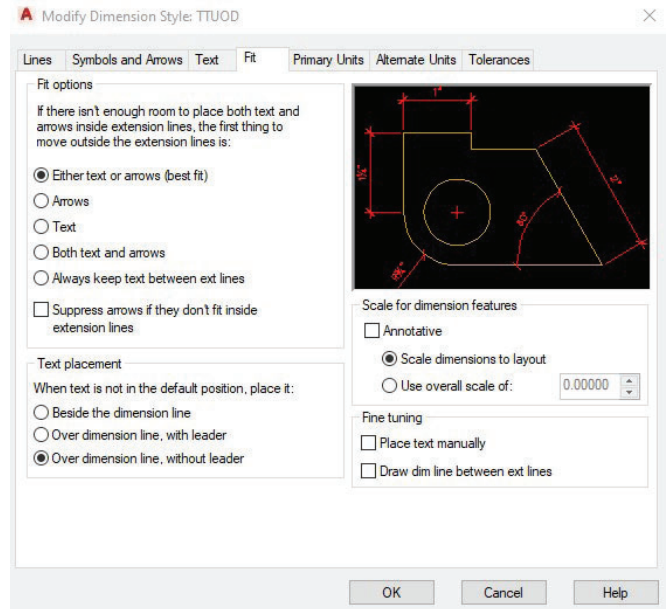 Modify Dimension Style: TTUOD
Lines Symbols and Arrows Text Fit Primary Units Alternate Units Tolerances
Fit options
If there isn't enough room to place both text and
arrows inside extension lines, the first thing to
move outside the extension lines is:
Either text or arrows (best fit)
Arrows
Text
Both text and arrows
Always keep text between ext lines
Suppress arrows if they don't fit inside
extension lines
Text placement
When text is not in the default position, place it:
Beside the dimension line
Over dimension line, with leader
Over dimension line, without leader
1"
60°
Scale for dimension features
Annotative
Scale dimensions to layout
Use overall scale of: 0.00000
Fine tuning
Place text manually
Draw dim line between ext lines
OK Cancel Help